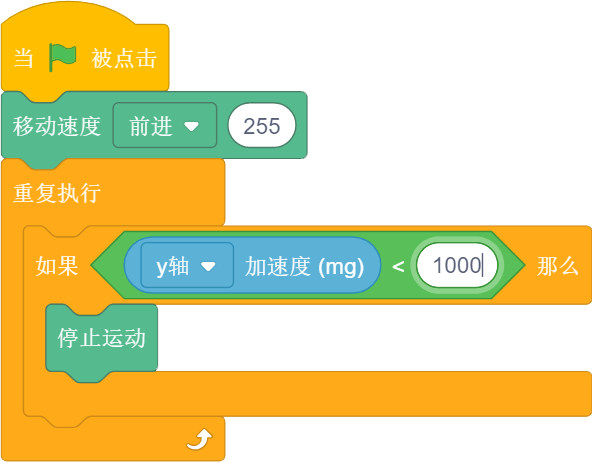 当 被点击
移动速度 前进 255
重复执行
如果 y轴 加速度 (mg) < 1000 那么
停止运动